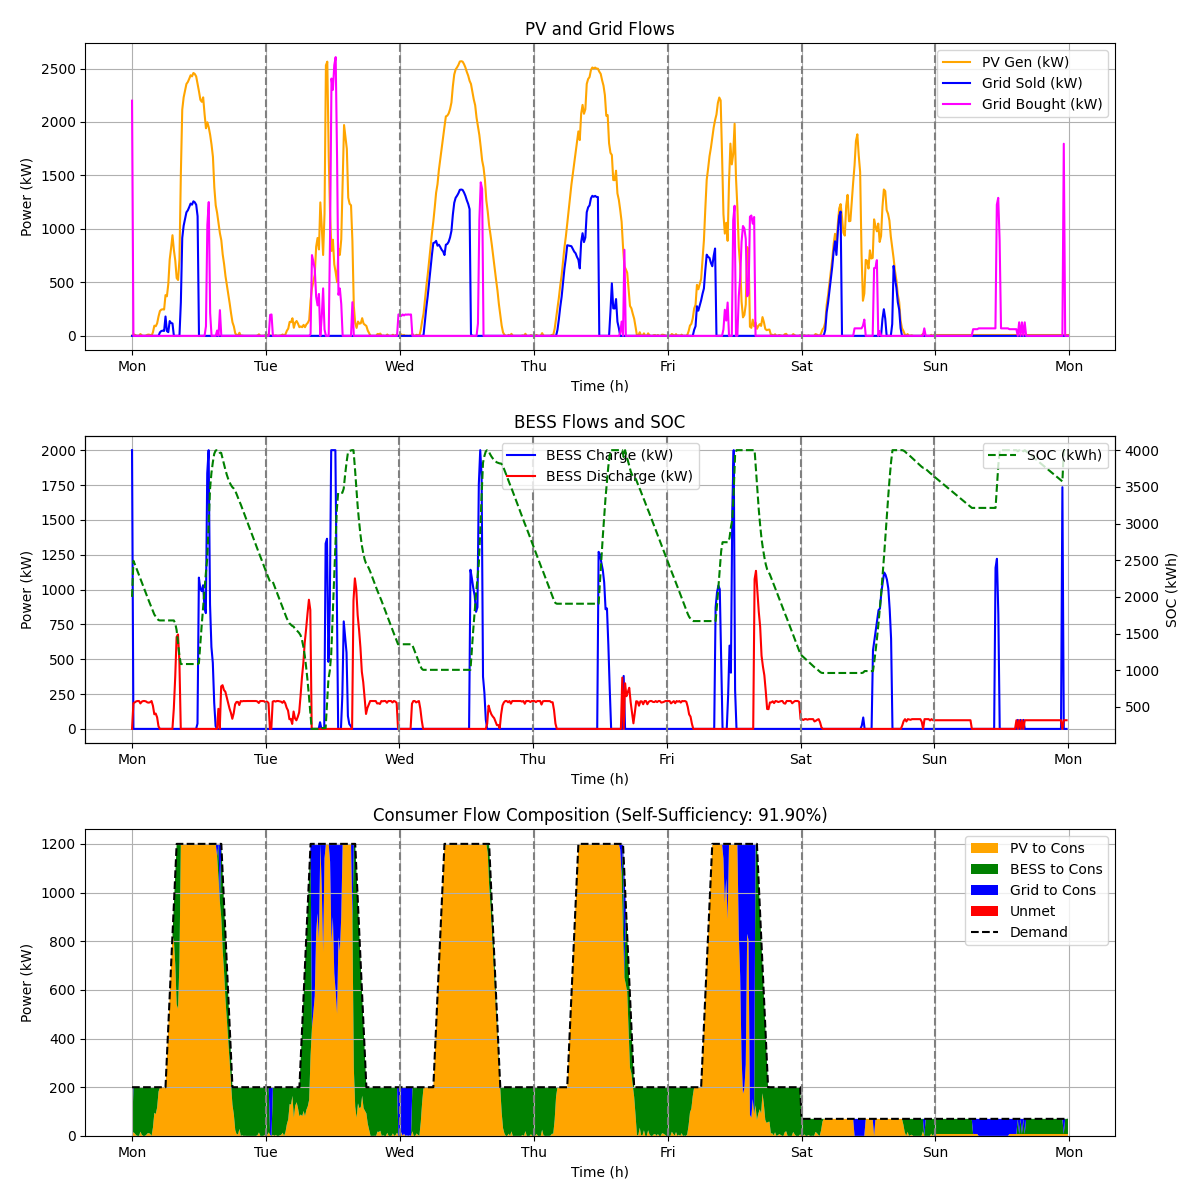 PV and Grid Flows
PV Gen (kW)
Grid Sold (kW)
Grid Bought (kW)
Power (kW)
2500
2000
1500
1000
500
0
Mon Tue Wed Thu Fri Sat Sun Mon
Time (h)
BESS Flows and SOC
BESS Charge (kW)
BESS Discharge (kW)
SOC (kWh)
Power (kW)
2000
1750
1500
1250
1000
750
500
250
0
4000
3500
3000
2500
2000
1500
1000
500
SOC (kWh)
Mon Tue Wed Thu Fri Sat Sun Mon
Time (h)
Consumer Flow Composition (Self-Sufficiency: 91.90%)
PV to Cons
BESS to Cons
Grid to Cons
Unmet
Demand
Power (kW)
1200
1000
800
600
400
200
0
Mon Tue Wed Thu Fri Sat Sun Mon
Time (h)